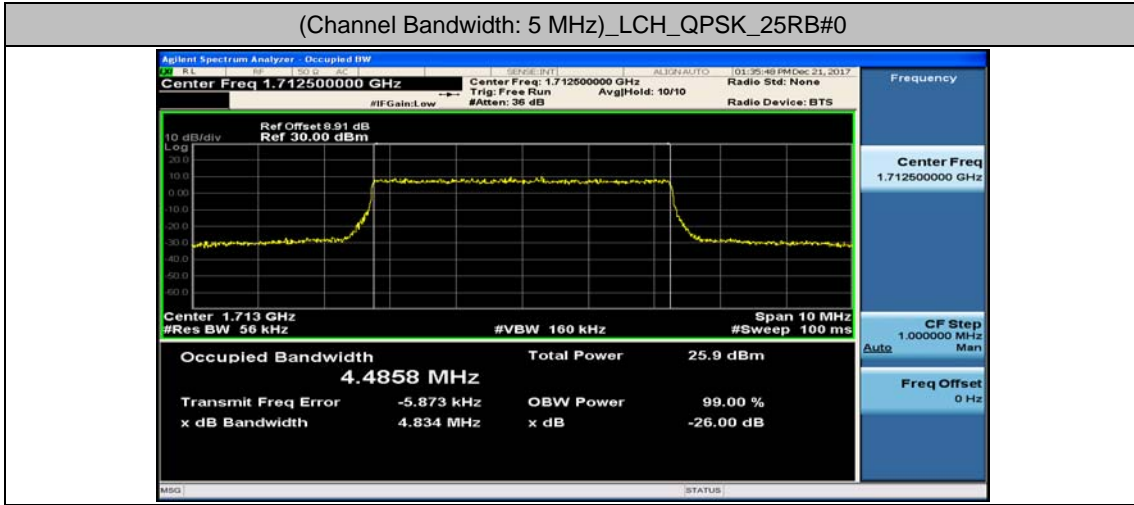 (Channel Bandwidth: 5 MHz)_LCH_QPSK_25RB#0
Agilent Spectrum Analyzer - Occupied BW
RL RF 50 Ω AC SENSE:INT ALIGN AUTO 01:35:48 PM Dec 21, 2017
Center Freq 1.712500000 GHz
Center Freq: 1.712500000 GHz
Radio Std: None
Trig: Free Run Avg|Hold: 10/10
#IFGain:Low #Atten: 36 dB Radio Device: BTS
Ref Offset 8.91 dB
10 dB/div Ref 30.00 dBm
Log
20.0
10.0
0.00
-10.0
-20.0
-30.0
-40.0
-50.0
-60.0
Center 1.713 GHz Span 10 MHz
#Res BW 56 kHz #VBW 160 kHz #Sweep 100 ms
Occupied Bandwidth Total Power 25.9 dBm
4.4858 MHz
Transmit Freq Error -5.873 kHz OBW Power 99.00 %
x dB Bandwidth 4.834 MHz x dB -26.00 dB
MSG STATUS
Frequency
Center Freq
1.712500000 GHz
CF Step
1.000000 MHz
Auto Man
Freq Offset
0 Hz